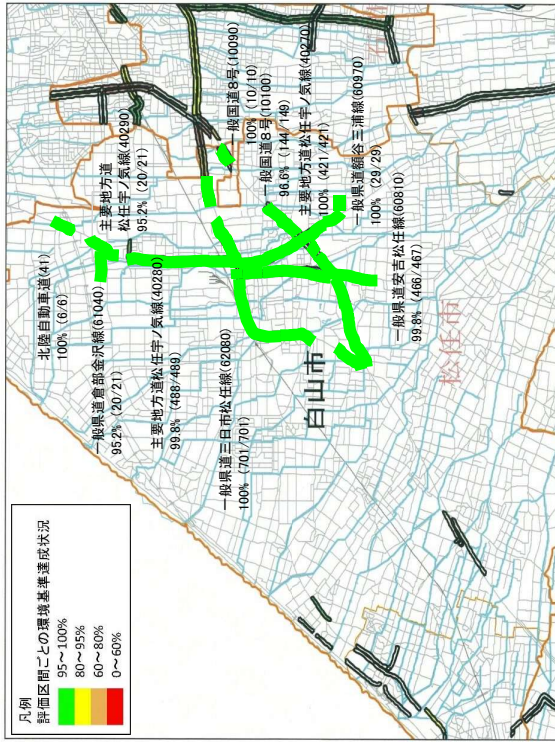 凡例
評価区間ごとの環境基準達成状況
95～100%
80～95%
60～80%
0～60%
北陸自動車道(41)
100% (6/6)
主要地方道
松任宇ノ気線(40290)
95.2% (20/21)
一般県道倉部金沢線(61040)
95.2% (20/21)
主要地方道松任宇ノ気線(40280)
99.8% (488/489)
一般県道三日市松任線(62080)
100% (701/701)
一般国道8号(10090)
100% (10/10)
一般国道8号(10100)
96.6% (144/149)
主要地方道松任宇ノ気線(40270)
100% (421/421)
一般県道額谷三浦線(60970)
100% (29/29)
一般県道安吉松任線(60810)
99.8% (466/467)
白山市
松任市